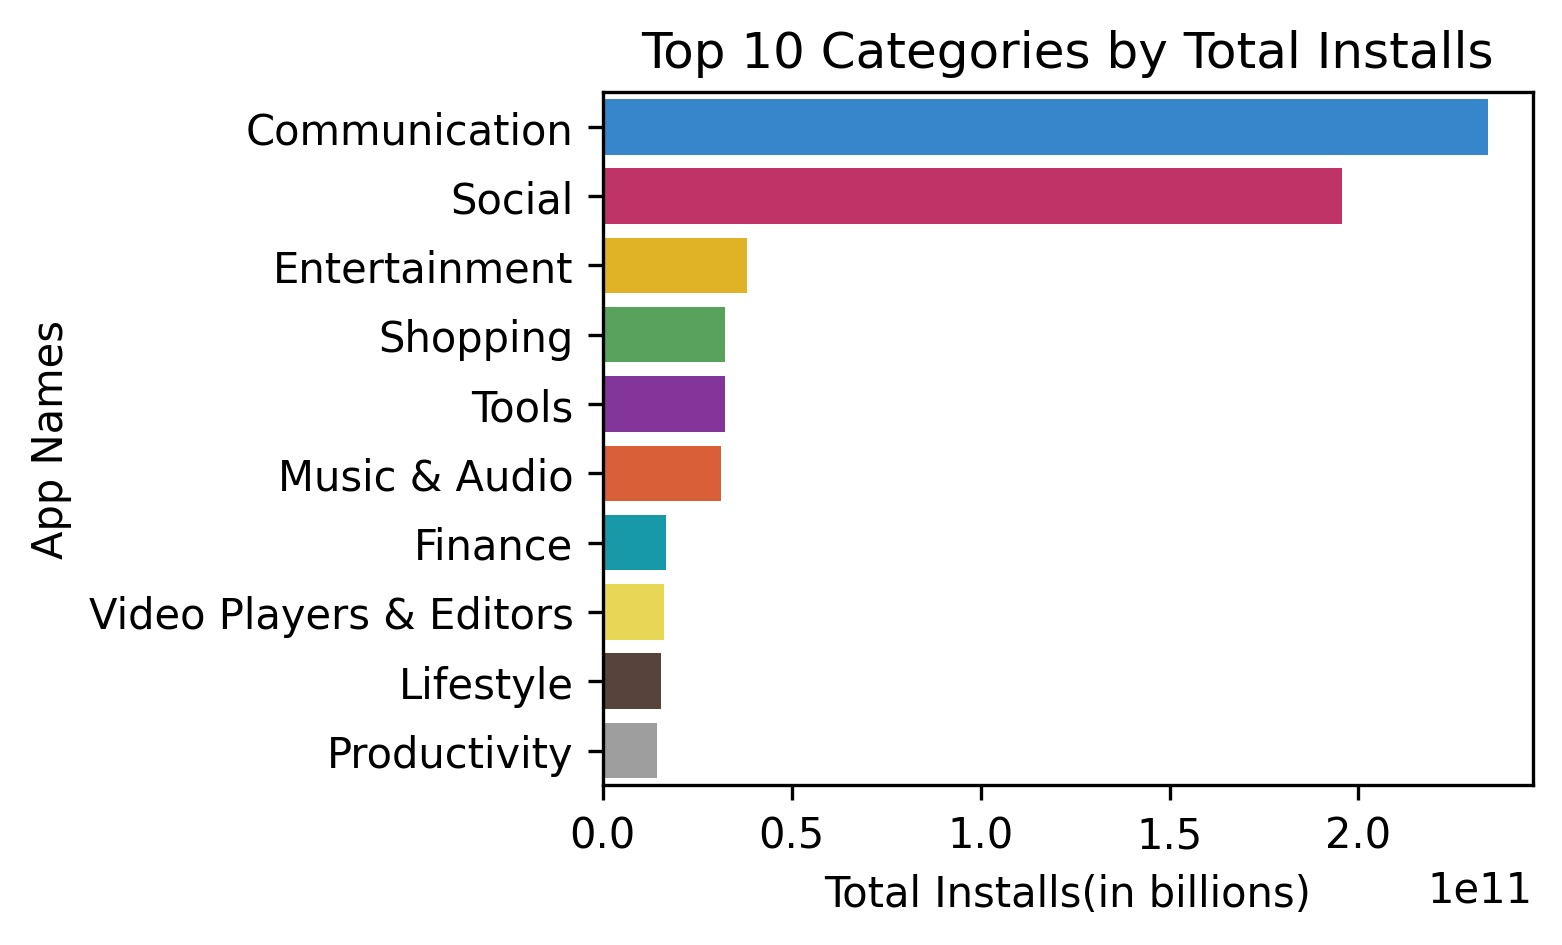 Top 10 Categories by Total Installs
App Names
Communication
Social
Entertainment
Shopping
Tools
Music & Audio
Finance
Video Players & Editors
Lifestyle
Productivity
0.0 0.5 1.0 1.5 2.0
Total Installs(in billions)
1e11